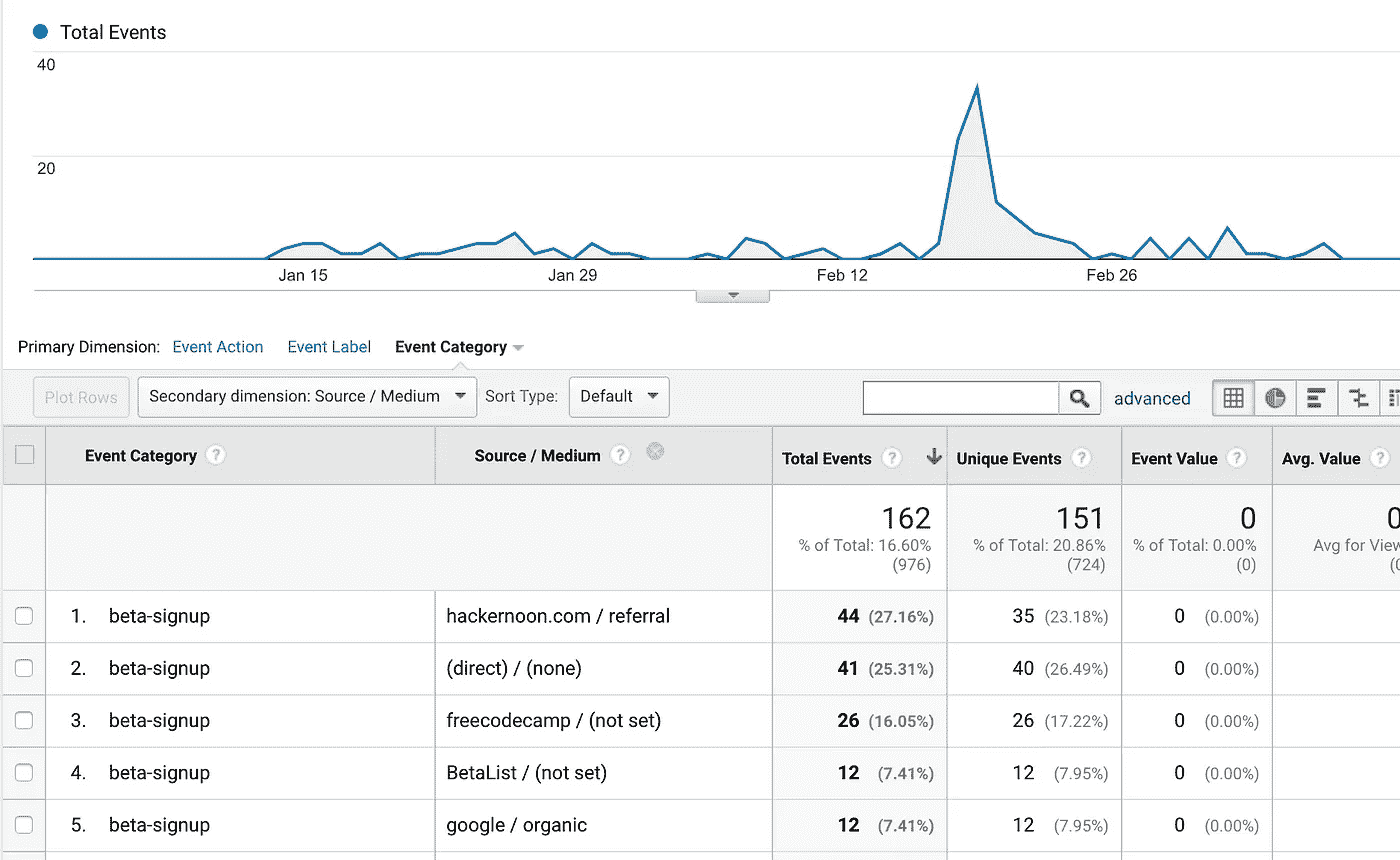 Total Events
40
20
Jan 15 Jan 29 Feb 12 Feb 26
Primary Dimension: Event Action Event Label Event Category
Plot Rows Secondary dimension: Source / Medium Sort Type: Default advanced
Event Category ? Source / Medium ? Total Events ? Unique Events ? Event Value ? Avg. Value ?
162 151 0 0
% of Total: 16.60% % of Total: 20.86% % of Total: 0.00% Avg for View
(976) (724) (0)
1. beta-signup hackernoon.com / referral 44 (27.16%) 35 (23.18%) 0 (0.00%)
2. beta-signup (direct) / (none) 41 (25.31%) 40 (26.49%) 0 (0.00%)
3. beta-signup freecodecamp / (not set) 26 (16.05%) 26 (17.22%) 0 (0.00%)
4. beta-signup BetaList / (not set) 12 (7.41%) 12 (7.95%) 0 (0.00%)
5. beta-signup google / organic 12 (7.41%) 12 (7.95%) 0 (0.00%)